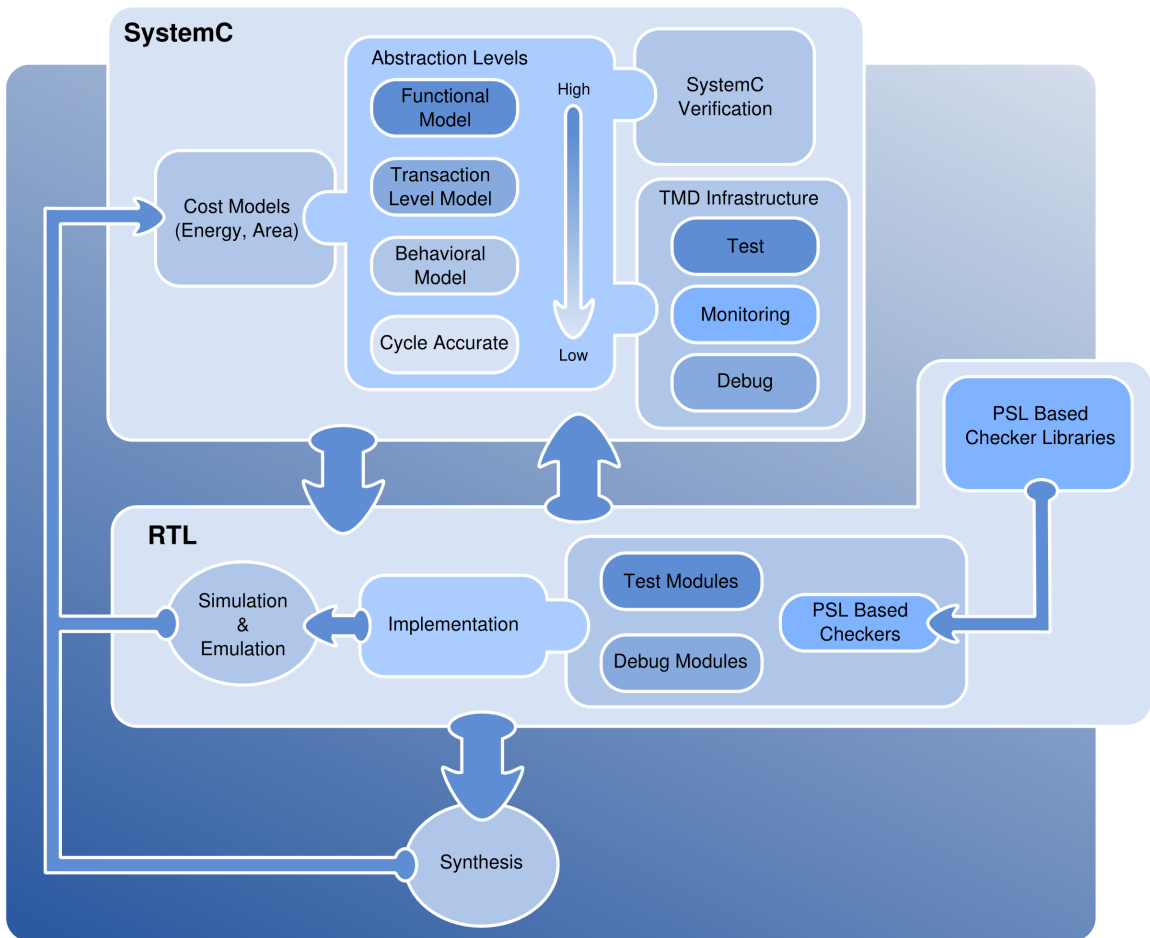 SystemC
Abstraction Levels
Functional
Model
Transaction
Level Model
Behavioral
Model
Cycle Accurate
High
Low
Cost Models
(Energy, Area)
SystemC
Verification
TMD Infrastructure
Test
Monitoring
Debug
PSL Based
Checker Libraries
RTL
Simulation
&
Emulation
Implementation
Test Modules
Debug Modules
PSL Based
Checkers
Synthesis